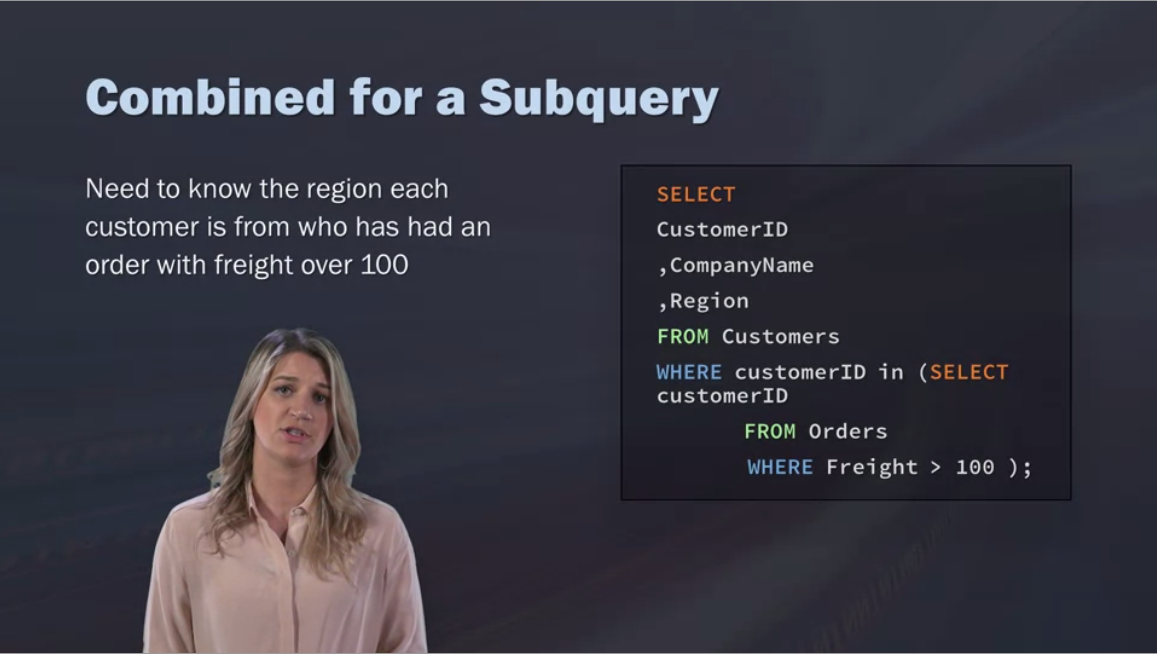 Combined for a Subquery
Need to know the region each
customer is from who has had an
order with freight over 100
SELECT
CustomerID
,CompanyName
,Region
FROM Customers
WHERE customerID in (SELECT
customerID
FROM Orders
WHERE Freight > 100 );